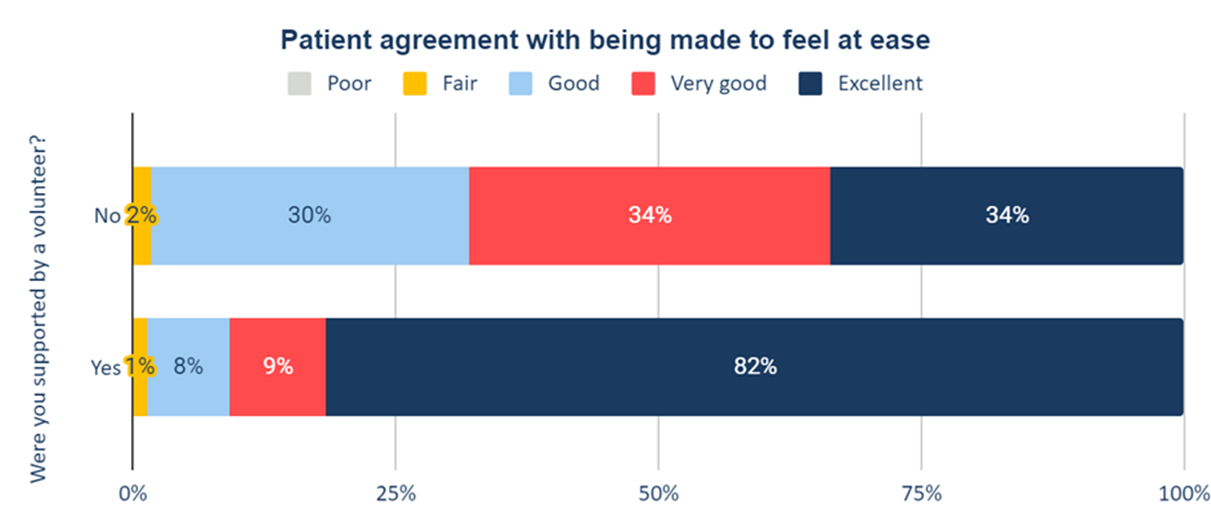 Patient agreement with being made to feel at ease
Poor Fair Good Very good Excellent
Were you supported by a volunteer?
No 2% 30% 34% 34%
Yes 1% 8% 9% 82%
0% 25% 50% 75% 100%